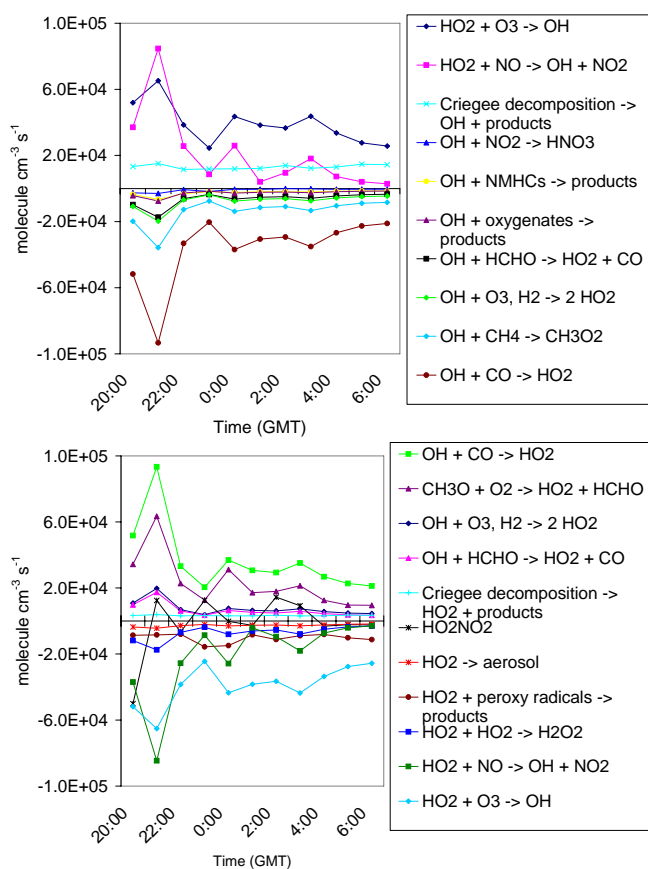 1.0E+05
6.0E+04
2.0E+04
-2.0E+04
-6.0E+04
-1.0E+05
molecule cm⁻³ s⁻¹
20:00
22:00
0:00
2:00
4:00
6:00
Time (GMT)
HO2 + O3 -> OH
HO2 + NO -> OH + NO2
Criegee decomposition ->
OH + products
OH + NO2 -> HNO3
OH + NMHCs -> products
OH + oxygenates ->
products
OH + HCHO -> HO2 + CO
OH + O3, H2 -> 2 HO2
OH + CH4 -> CH3O2
OH + CO -> HO2
1.0E+05
6.0E+04
2.0E+04
-2.0E+04
-6.0E+04
-1.0E+05
molecule cm⁻³ s⁻¹
20:00
22:00
0:00
2:00
4:00
6:00
Time (GMT)
OH + CO -> HO2
CH3O + O2 -> HO2 + HCHO
OH + O3, H2 -> 2 HO2
OH + HCHO -> HO2 + CO
Criegee decomposition ->
HO2 + products
HO2NO2
HO2 -> aerosol
HO2 + peroxy radicals ->
products
HO2 + HO2 -> H2O2
HO2 + NO -> OH + NO2
HO2 + O3 -> OH